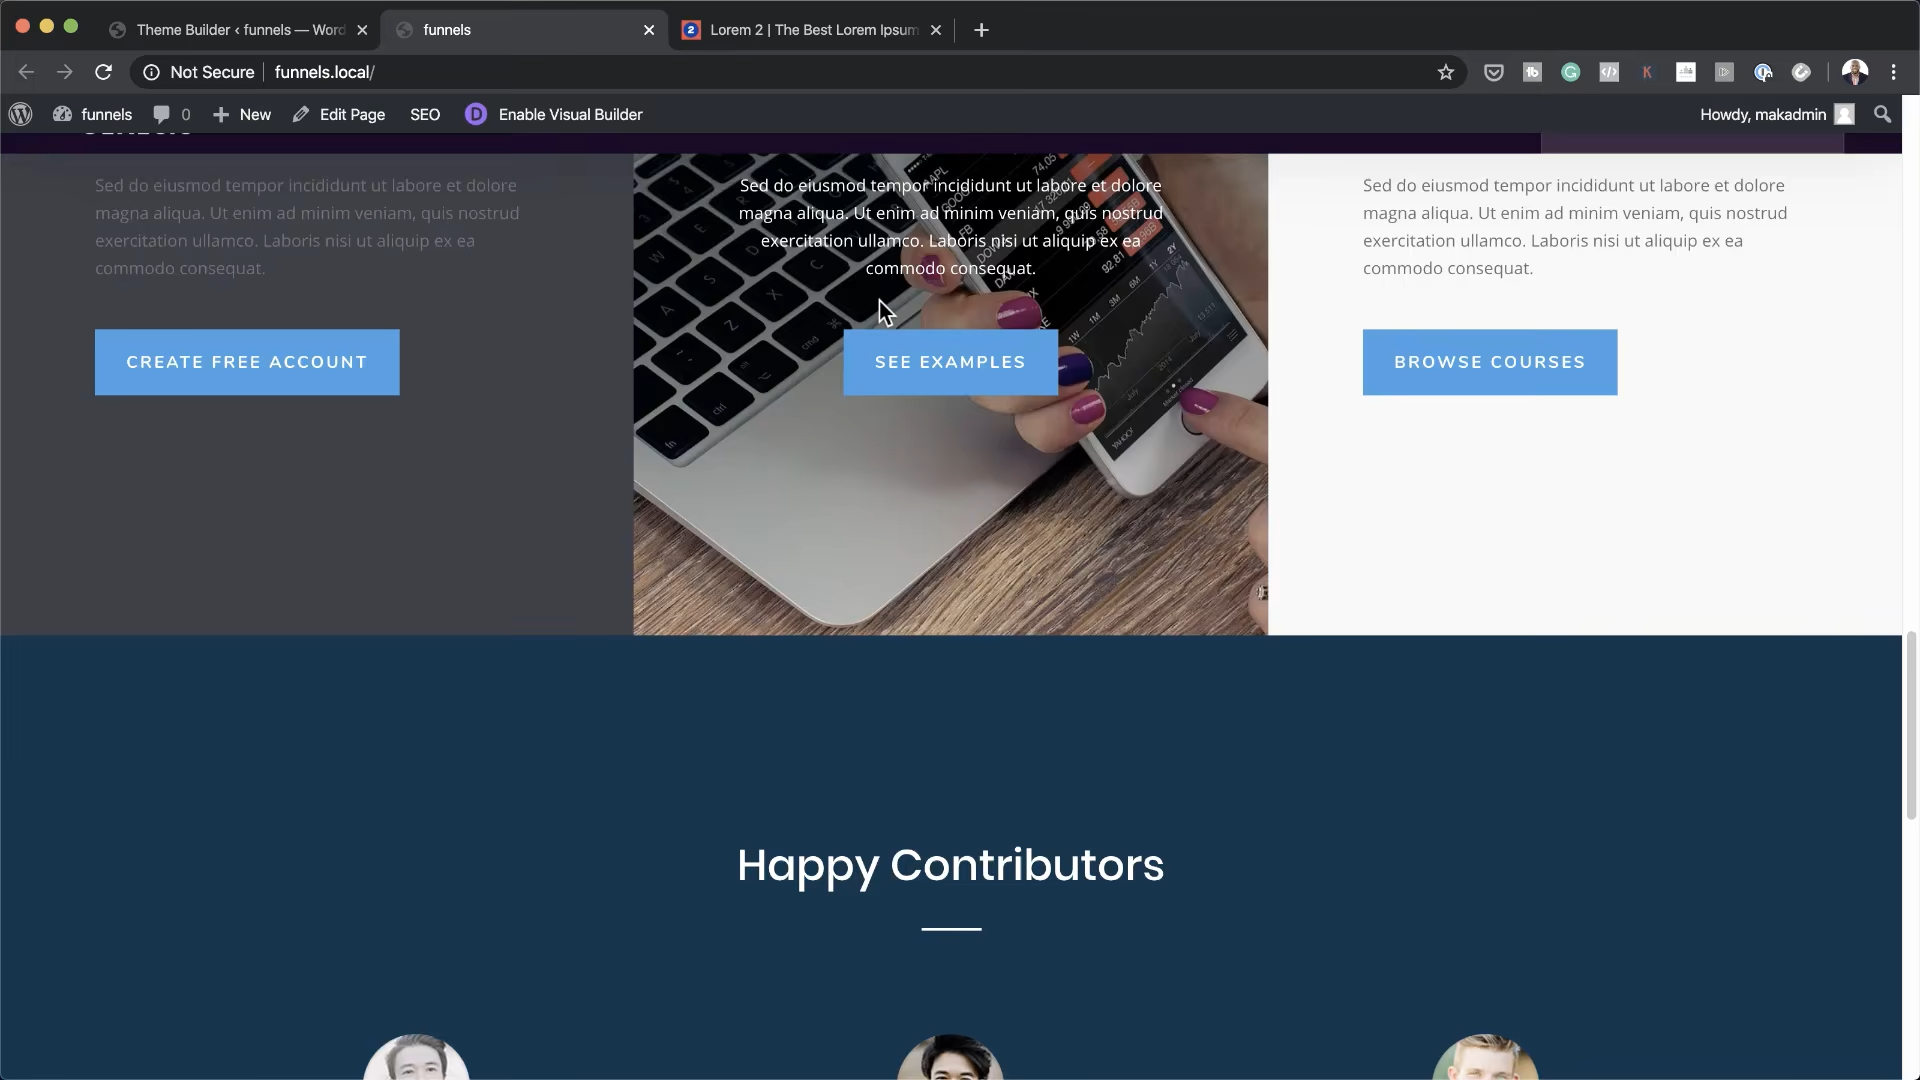 Theme Builder ‹ funnels — Word
funnels
Lorem 2 | The Best Lorem Ipsum
Not Secure
funnels.local/
funnels
0
New
Edit Page
SEO
D
Enable Visual Builder
Howdy, makadmin
Sed do eiusmod tempor incididunt ut labore et dolore
magna aliqua. Ut enim ad minim veniam, quis nostrud
exercitation ullamco. Laboris nisi ut aliquip ex ea
commodo consequat.
CREATE FREE ACCOUNT
Sed do eiusmod tempor incididunt ut labore et dolore
magna aliqua. Ut enim ad minim veniam, quis nostrud
exercitation ullamco. Laboris nisi ut aliquip ex ea
commodo consequat.
SEE EXAMPLES
Sed do eiusmod tempor incididunt ut labore et dolore
magna aliqua. Ut enim ad minim veniam, quis nostrud
exercitation ullamco. Laboris nisi ut aliquip ex ea
commodo consequat.
BROWSE COURSES
Happy Contributors